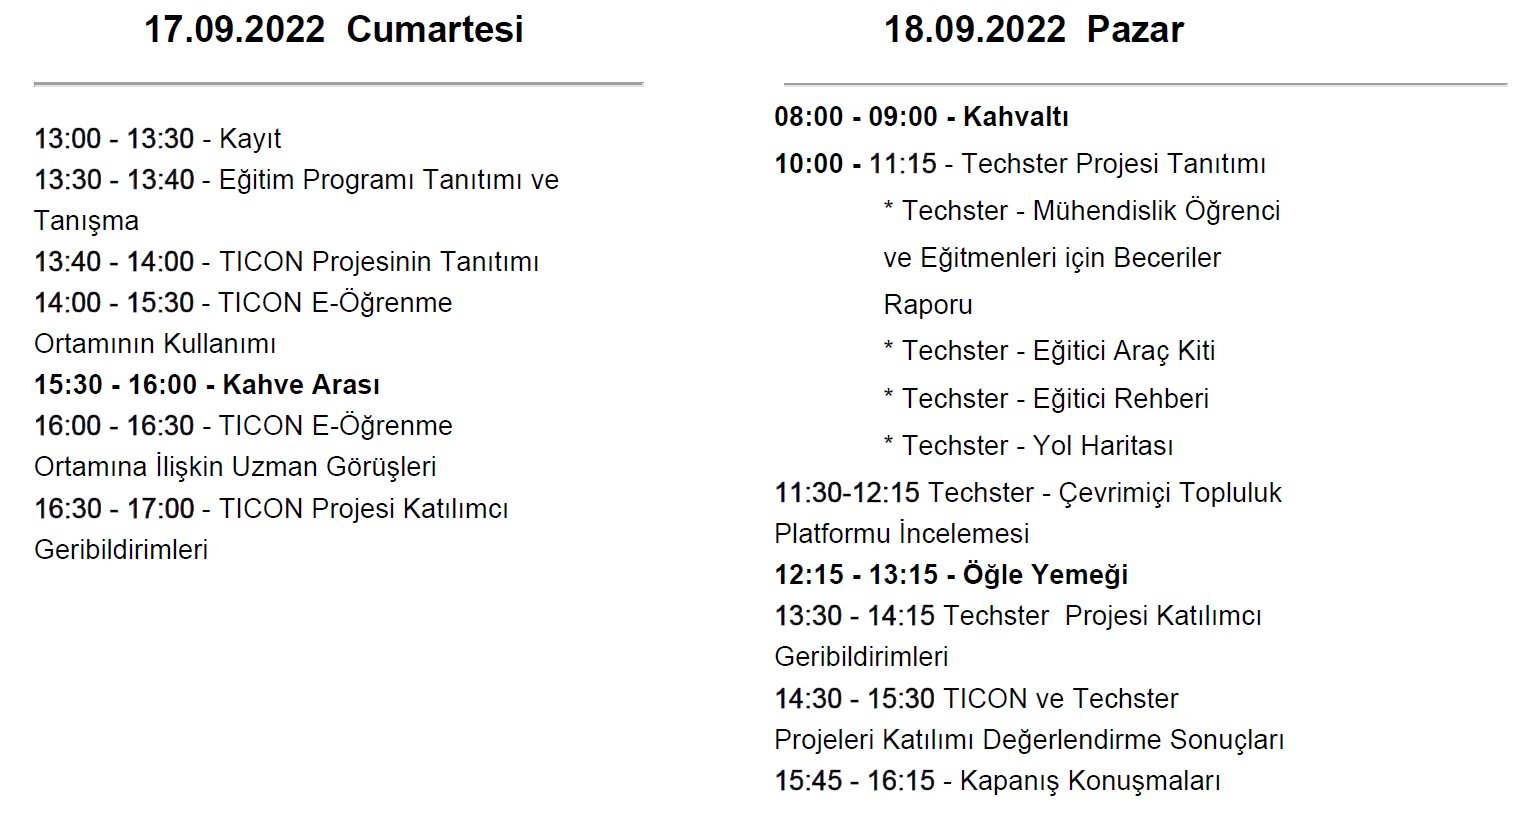 17.09.2022  Cumartesi
13:00 - 13:30 - Kayıt
13:30 - 13:40 - Eğitim Programı Tanıtımı ve
Tanışma
13:40 - 14:00 - TICON Projesinin Tanıtımı
14:00 - 15:30 - TICON E-Öğrenme
Ortamının Kullanımı
15:30 - 16:00 - Kahve Arası
16:00 - 16:30 - TICON E-Öğrenme
Ortamına İlişkin Uzman Görüşleri
16:30 - 17:00 - TICON Projesi Katılımcı
Geribildirimleri
18.09.2022  Pazar
08:00 - 09:00 - Kahvaltı
10:00 - 11:15 - Techster Projesi Tanıtımı
* Techster - Mühendislik Öğrenci
ve Eğitmenleri için Beceriler
Raporu
* Techster - Eğitici Araç Kiti
* Techster - Eğitici Rehberi
* Techster - Yol Haritası
11:30-12:15 Techster - Çevrimiçi Topluluk
Platformu İncelemesi
12:15 - 13:15 - Öğle Yemeği
13:30 - 14:15 Techster  Projesi Katılımcı
Geribildirimleri
14:30 - 15:30 TICON ve Techster
Projeleri Katılımı Değerlendirme Sonuçları
15:45 - 16:15 - Kapanış Konuşmaları